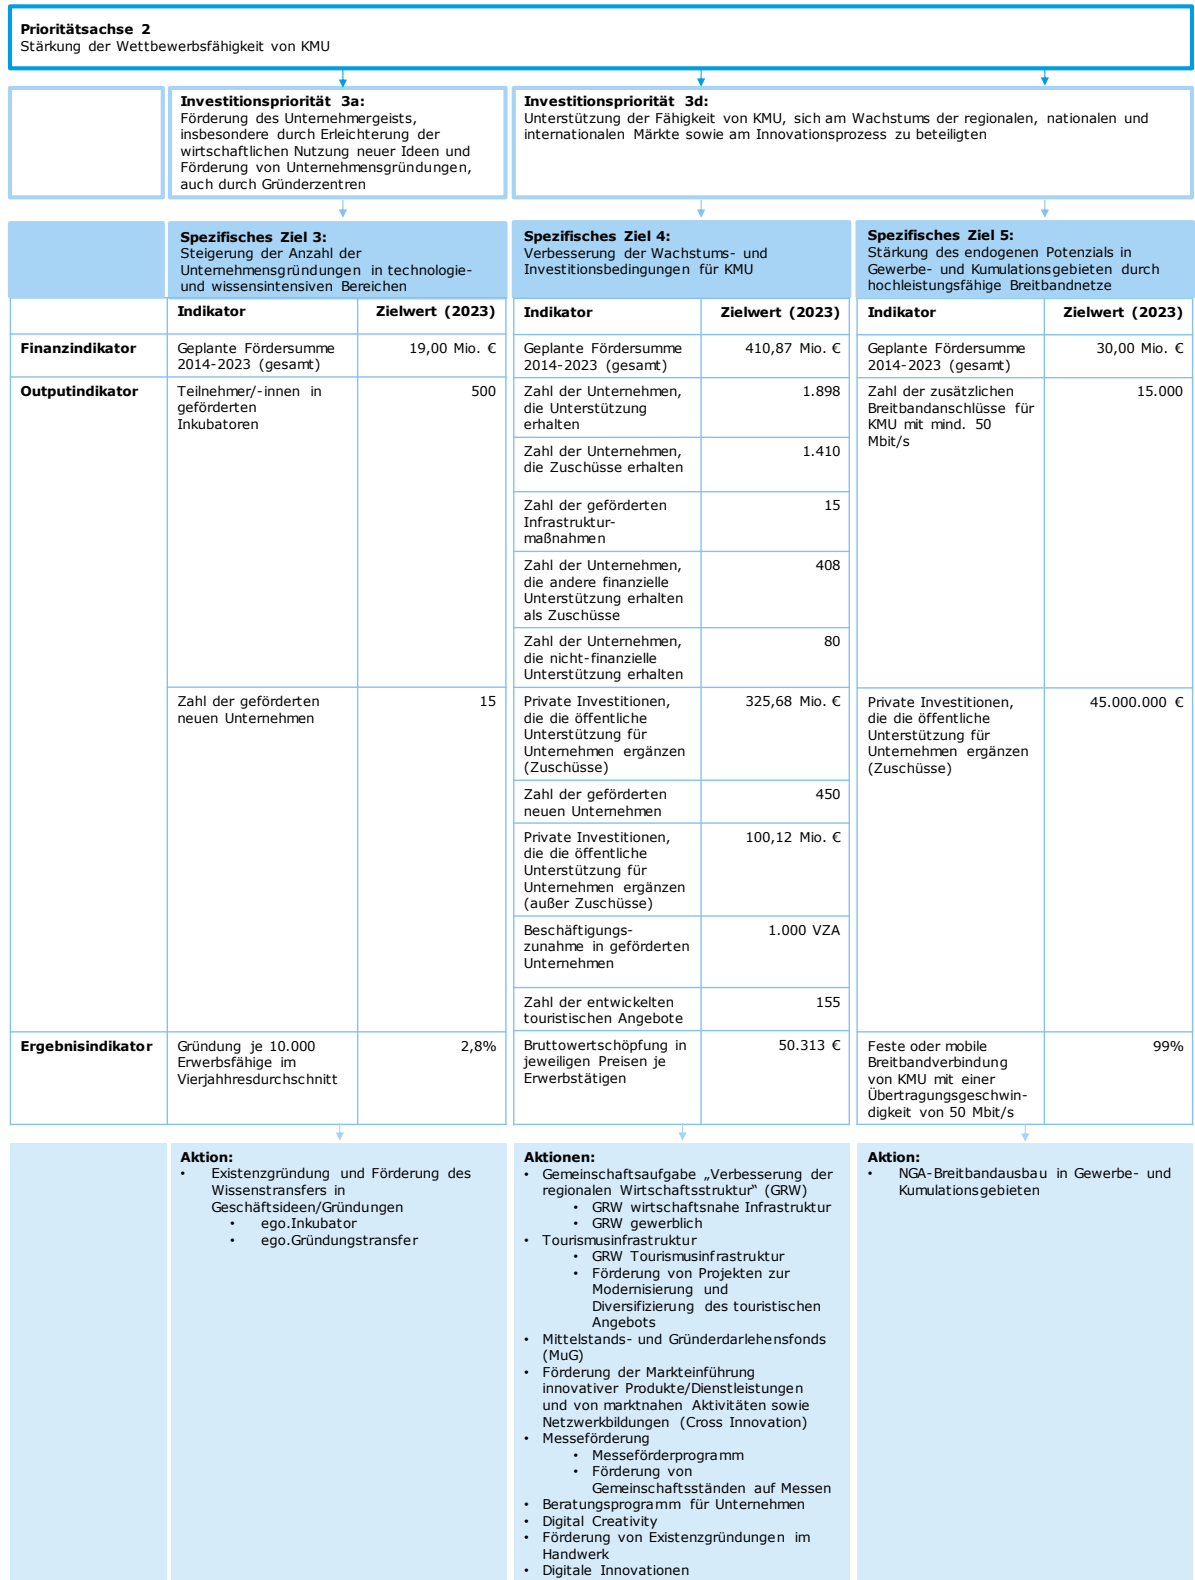 Prioritätsachse 2
Stärkung der Wettbewerbsfähigkeit von KMU
Investitionspriorität 3a:
Förderung des Unternehmergeists,
insbesondere durch Erleichterung der
wirtschaftlichen Nutzung neuer Ideen und
Förderung von Unternehmensgründungen,
auch durch Gründerzentren
Investitionspriorität 3d:
Unterstützung der Fähigkeit von KMU, sich am Wachstums der regionalen, nationalen und
internationalen Märkte sowie am Innovationsprozess zu beteiligten
Spezifisches Ziel 3:
Steigerung der Anzahl der
Unternehmensgründungen in technologie-
und wissensintensiven Bereichen
Spezifisches Ziel 4:
Verbesserung der Wachstums- und
Investitionsbedingungen für KMU
Spezifisches Ziel 5:
Stärkung des endogenen Potenzials in
Gewerbe- und Kumulationsgebieten durch
hochleistungsfähige Breitbandnetze
Indikator Zielwert (2023) Indikator Zielwert (2023) Indikator Zielwert (2023)
Finanzindikator
Geplante Fördersumme 19,00 Mio. €
2014-2023 (gesamt)
Geplante Fördersumme 410,87 Mio. €
2014-2023 (gesamt)
Geplante Fördersumme 30,00 Mio. €
2014-2023 (gesamt)
Outputindikator
Teilnehmer/-innen in 500
geförderten
Inkubatoren
Zahl der geförderten 15
neuen Unternehmen
Zahl der Unternehmen, 1.898
die Unterstützung
erhalten
Zahl der Unternehmen, 1.410
die Zuschüsse erhalten
Zahl der geförderten 15
Infrastruktur-
maßnahmen
Zahl der Unternehmen, 408
die andere finanzielle
Unterstützung erhalten
als Zuschüsse
Zahl der Unternehmen, 80
die nicht-finanzielle
Unterstützung erhalten
Private Investitionen, 325,68 Mio. €
die die öffentliche
Unterstützung für
Unternehmen ergänzen
(Zuschüsse)
Zahl der geförderten 450
neuen Unternehmen
Private Investitionen, 100,12 Mio. €
die die öffentliche
Unterstützung für
Unternehmen ergänzen
(außer Zuschüsse)
Beschäftigungs- 1.000 VZA
zunahme in geförderten
Unternehmen
Zahl der entwickelten 155
touristischen Angebote
Zahl der zusätzlichen 15.000
Breitbandanschlüsse für
KMU mit mind. 50
Mbit/s
Private Investitionen, 45.000.000 €
die die öffentliche
Unterstützung für
Unternehmen ergänzen
(Zuschüsse)
Ergebnisindikator
Gründung je 10.000 2,8%
Erwerbsfähige im
Vierjahhresdurchschnitt
Bruttowertschöpfung in 50.313 €
jeweiligen Preisen je
Erwerbstätigen
Feste oder mobile 99%
Breitbandverbindung
von KMU mit einer
Übertragungsgeschwin-
digkeit von 50 Mbit/s
Aktion:
• Existenzgründung und Förderung des
Wissenstransfers in
Geschäftsideen/Gründungen
• ego.Inkubator
• ego.Gründungstransfer
Aktionen:
• Gemeinschaftsaufgabe „Verbesserung der
regionalen Wirtschaftsstruktur“ (GRW)
• GRW wirtschaftsnahe Infrastruktur
• GRW gewerblich
• Tourismusinfrastruktur
• GRW Tourismusinfrastruktur
• Förderung von Projekten zur
Modernisierung und
Diversifizierung des touristischen
Angebots
• Mittelstands- und Gründerdarlehensfonds
(MuG)
• Förderung der Markteinführung
innovativer Produkte/Dienstleistungen
und von marktnahen Aktivitäten sowie
Netzwerkbildungen (Cross Innovation)
• Messeförderung
• Messeförderprogramm
• Förderung von
Gemeinschaftsständen auf Messen
• Beratungsprogramm für Unternehmen
• Digital Creativity
• Förderung von Existenzgründungen im
Handwerk
• Digitale Innovationen
Aktion:
• NGA-Breitbandausbau in Gewerbe- und
Kumulationsgebieten